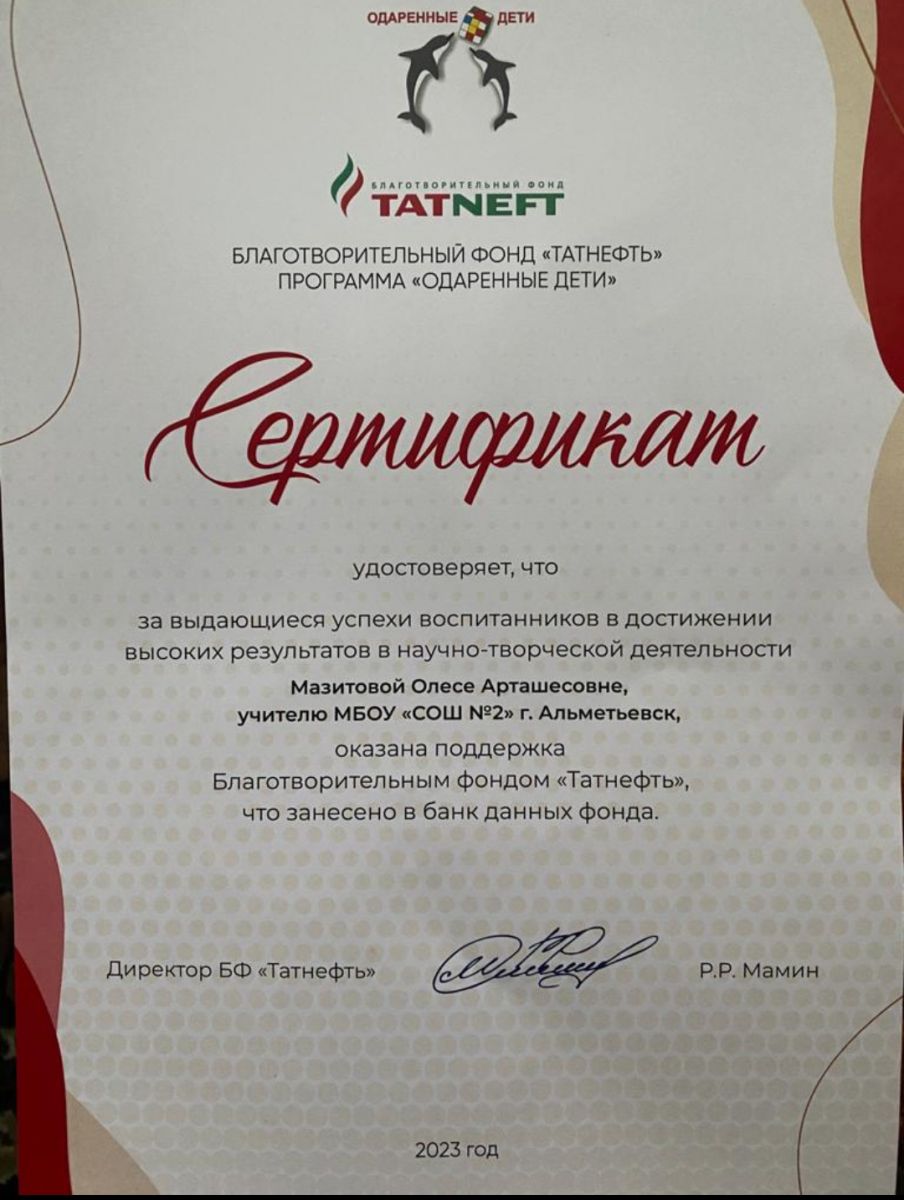 ОДАРЕННЫЕ ДЕТИ
БЛАГОТВОРИТЕЛЬНЫЙ ФОНД
TATNEFT
БЛАГОТВОРИТЕЛЬНЫЙ ФОНД «ТАТНЕФТЬ»
ПРОГРАММА «ОДАРЕННЫЕ ДЕТИ»
Сертификат
удостоверяет, что
за выдающиеся успехи воспитанников в достижении
высоких результатов в научно-творческой деятельности
Мазитовой Олесе Арташесовне,
учителю МБОУ «СОШ №2» г. Альметьевск,
оказана поддержка
Благотворительным фондом «Татнефть»,
что занесено в банк данных фонда.
Директор БФ «Татнефть» Р.Р. Мамин
2023 год